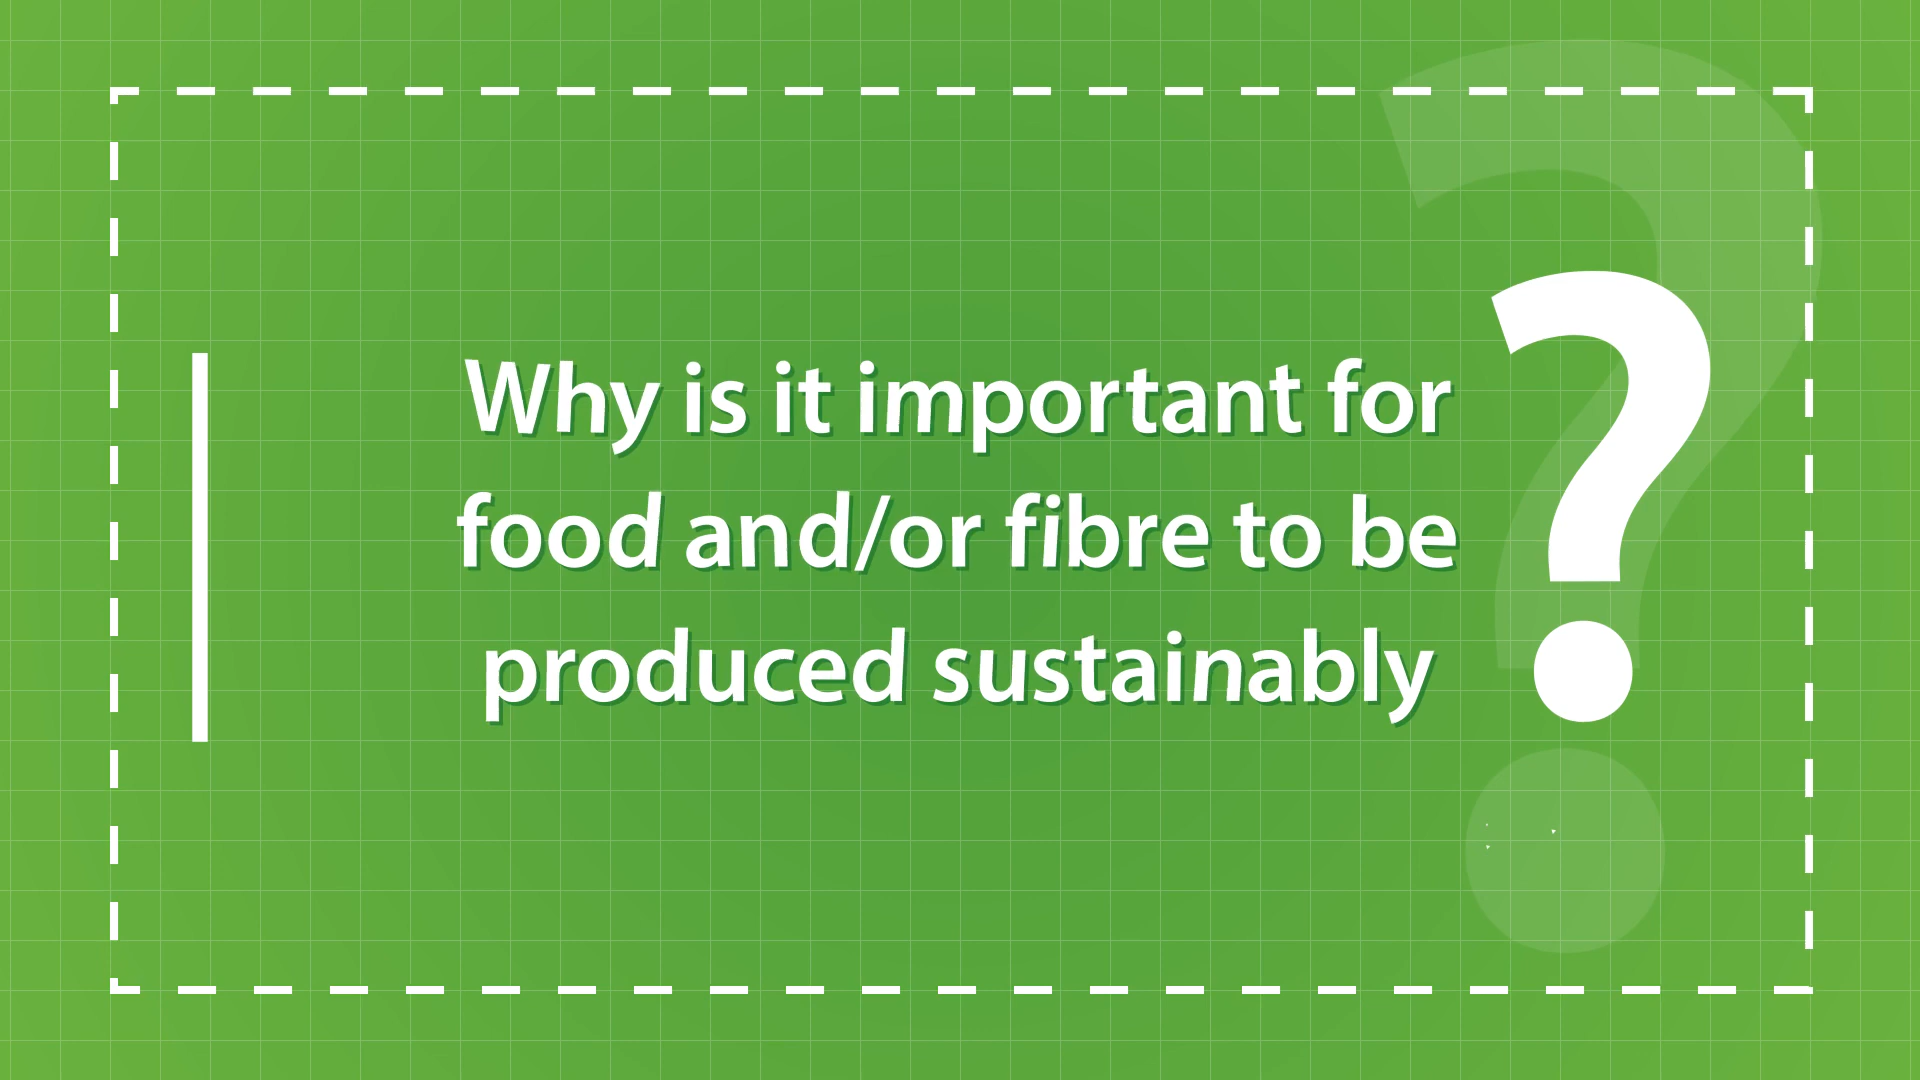 Why is it important for
food and/or fibre to be
produced sustainably
?